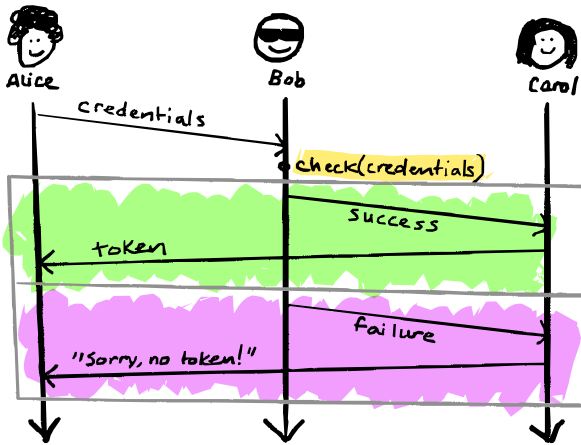 Alice
Bob
Carol
credentials
check(credentials)
success
token
failure
"Sorry, no token!"